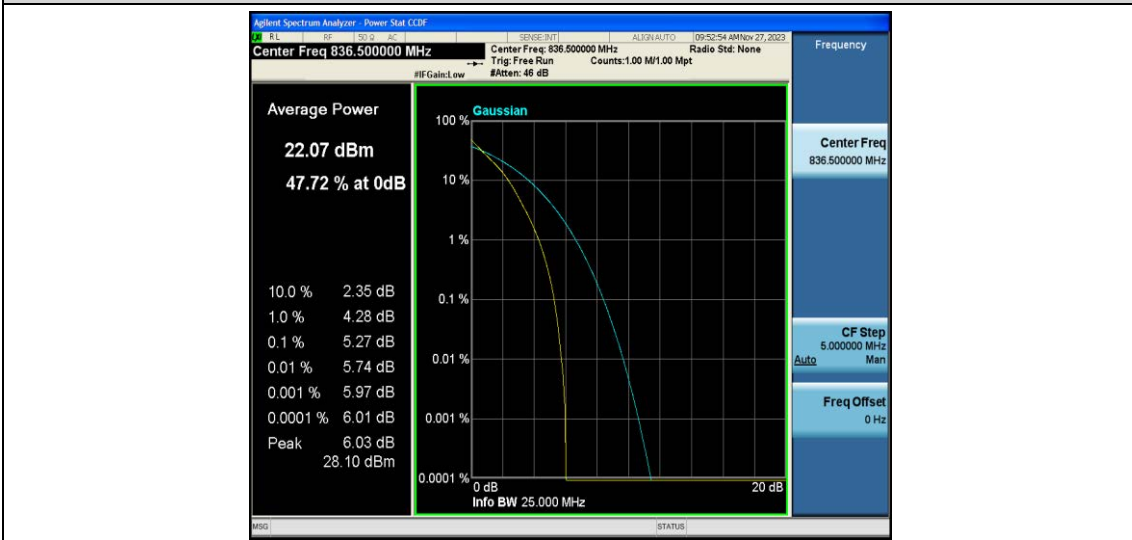 Agilent Spectrum Analyzer - Power Stat CCDF
LXI RL RF 50 Ω AC SENSE:INT ALIGN AUTO 09:52:54 AM Nov 27, 2023
Center Freq 836.500000 MHz
Center Freq: 836.500000 MHz Radio Std: None
Trig: Free Run Counts:1.00 M/1.00 Mpt
#IFGain:Low #Atten: 46 dB
Frequency
Average Power
22.07 dBm
47.72 % at 0dB
10.0 % 2.35 dB
1.0 % 4.28 dB
0.1 % 5.27 dB
0.01 % 5.74 dB
0.001 % 5.97 dB
0.0001 % 6.01 dB
Peak 6.03 dB
28.10 dBm
Gaussian
100 %
10 %
1 %
0.1 %
0.01 %
0.001 %
0.0001 %
0 dB 20 dB
Info BW 25.000 MHz
Center Freq
836.500000 MHz
CF Step
5.000000 MHz
Auto Man
Freq Offset
0 Hz
MSG STATUS